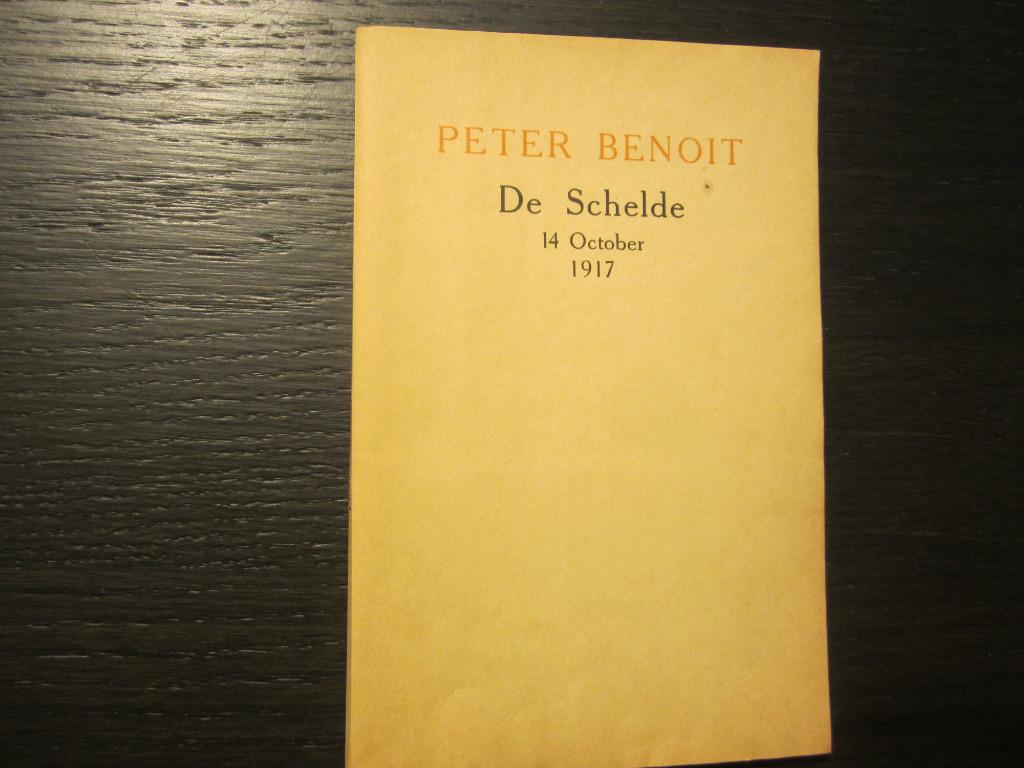 PETER BENOIT
De Schelde
14 October
1917